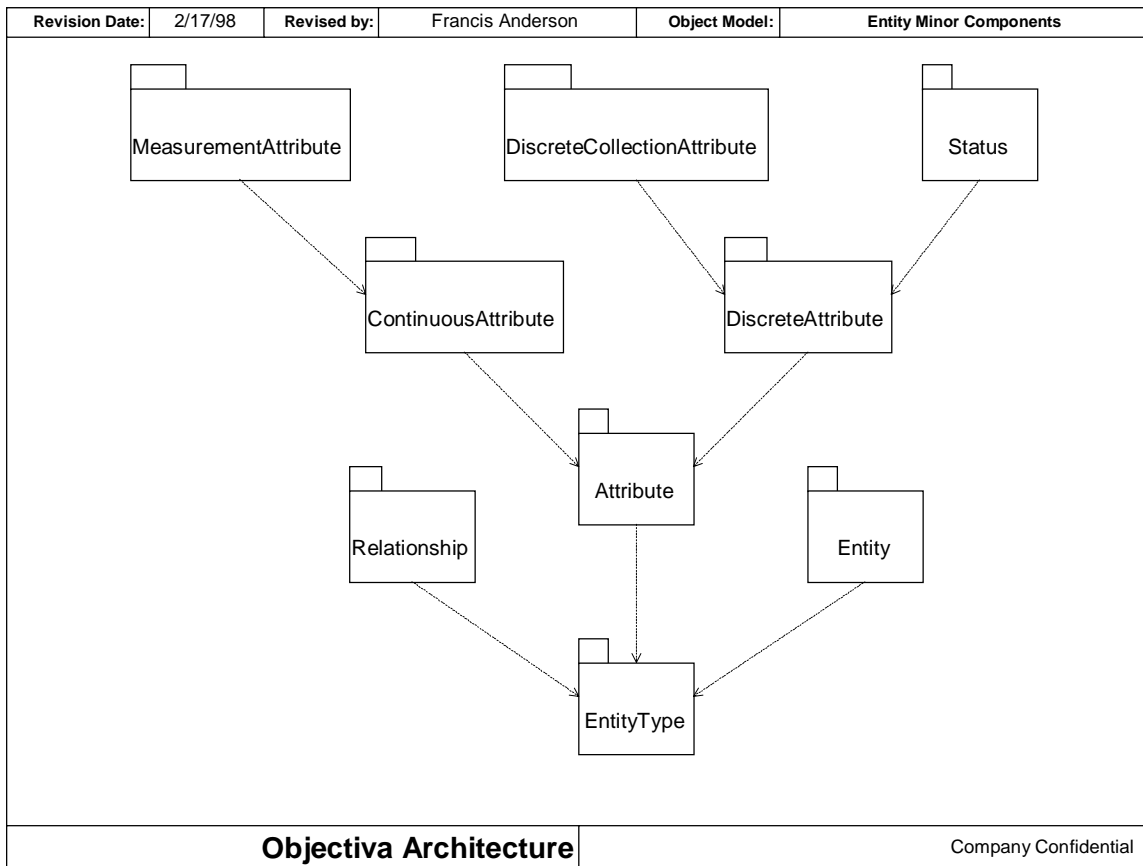 Revision Date: 2/17/98 Revised by: Francis Anderson Object Model: Entity Minor Components
MeasurementAttribute DiscreteCollectionAttribute Status
ContinuousAttribute DiscreteAttribute
Attribute
Relationship Entity
EntityType
Objectiva Architecture Company Confidential